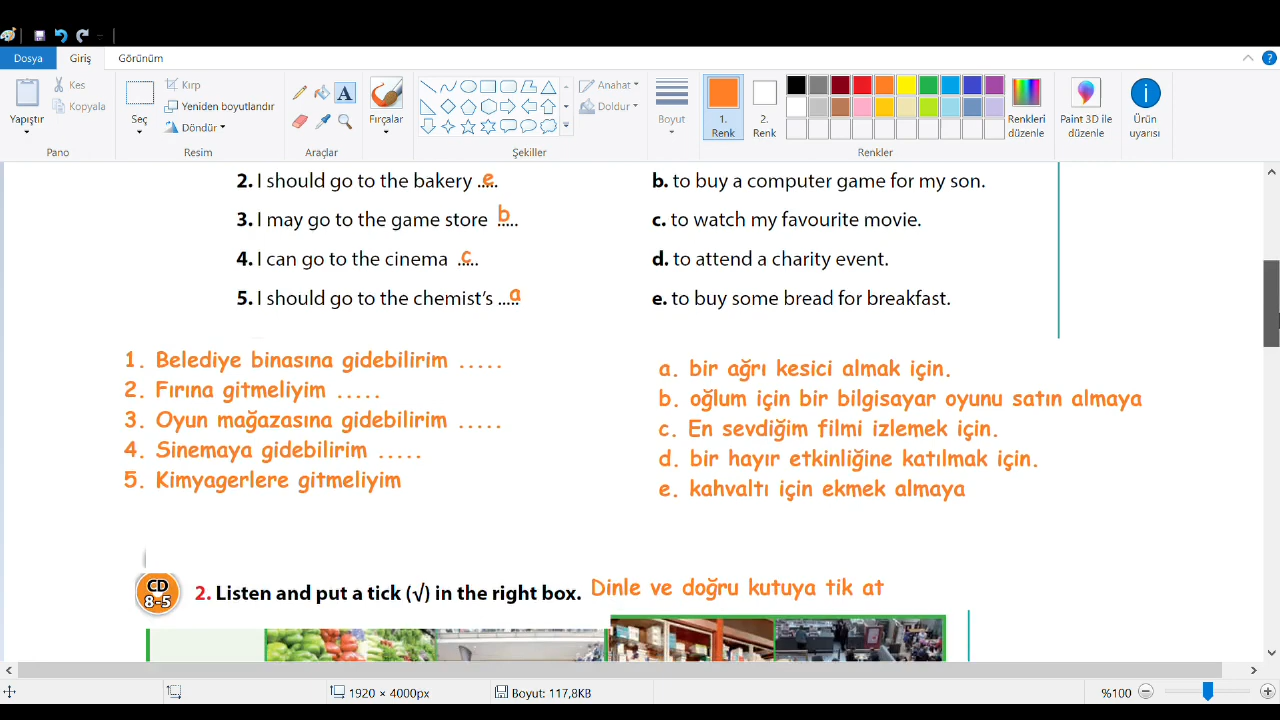 Dosya Giriş Görünüm
Yapıştır
Kes
Kopyala
Pano
Seç
Kırp
Yeniden boyutlandır
Döndür
Resim
A
Araçlar
Fırçalar
Anahat
Doldur
Şekiller
Boyut
1. Renk
2. Renk
Renkleri düzenle
Renkler
Paint 3D ile düzenle
Ürün uyarısı
2. I should go to the bakery ..e..
3. I may go to the game store ..b..
4. I can go to the cinema ..c..
5. I should go to the chemist's ..a..
b. to buy a computer game for my son.
c. to watch my favourite movie.
d. to attend a charity event.
e. to buy some bread for breakfast.
1. Belediye binasına gidebilirim .....
2. Fırına gitmeliyim .....
3. Oyun mağazasına gidebilirim .....
4. Sinemaya gidebilirim .....
5. Kimyagerlere gitmeliyim
a. bir ağrı kesici almak için.
b. oğlum için bir bilgisayar oyunu satın almaya
c. En sevdiğim filmi izlemek için.
d. bir hayır etkinliğine katılmak için.
e. kahvaltı için ekmek almaya
CD
8-5
2. Listen and put a tick (√) in the right box. Dinle ve doğru kutuya tik at
1920 × 4000px
Boyut: 117,8KB
%100